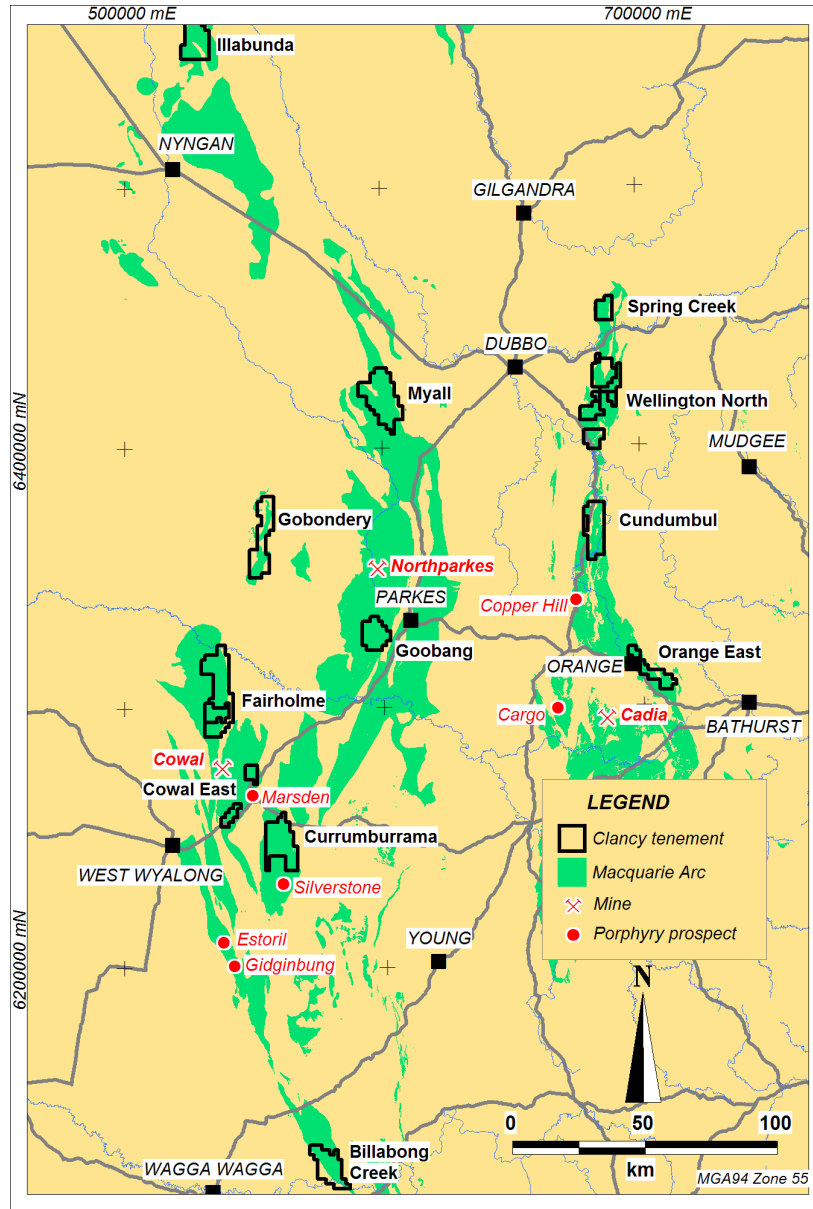 500000 mE
700000 mE
Illabunda
NYNGAN
GILGANDRA
Spring Creek
DUBBO
Myall
Wellington North
6400000 mN
MUDGEE
Gobondery
Cundumbul
Northparkes
PARKES
Copper Hill
Goobang
ORANGE
Orange East
Fairholme
Cargo
Cadia
BATHURST
Cowal
Cowal East
Marsden
LEGEND
Clancy tenement
Macquarie Arc
Mine
Porphyry prospect
Currumburrama
WEST WYALONG
Silverstone
6200000 mN
Estoril
YOUNG
Gidginbung
N
0 50 100
km
Billabong
Creek
WAGGA WAGGA
MGA94 Zone 55